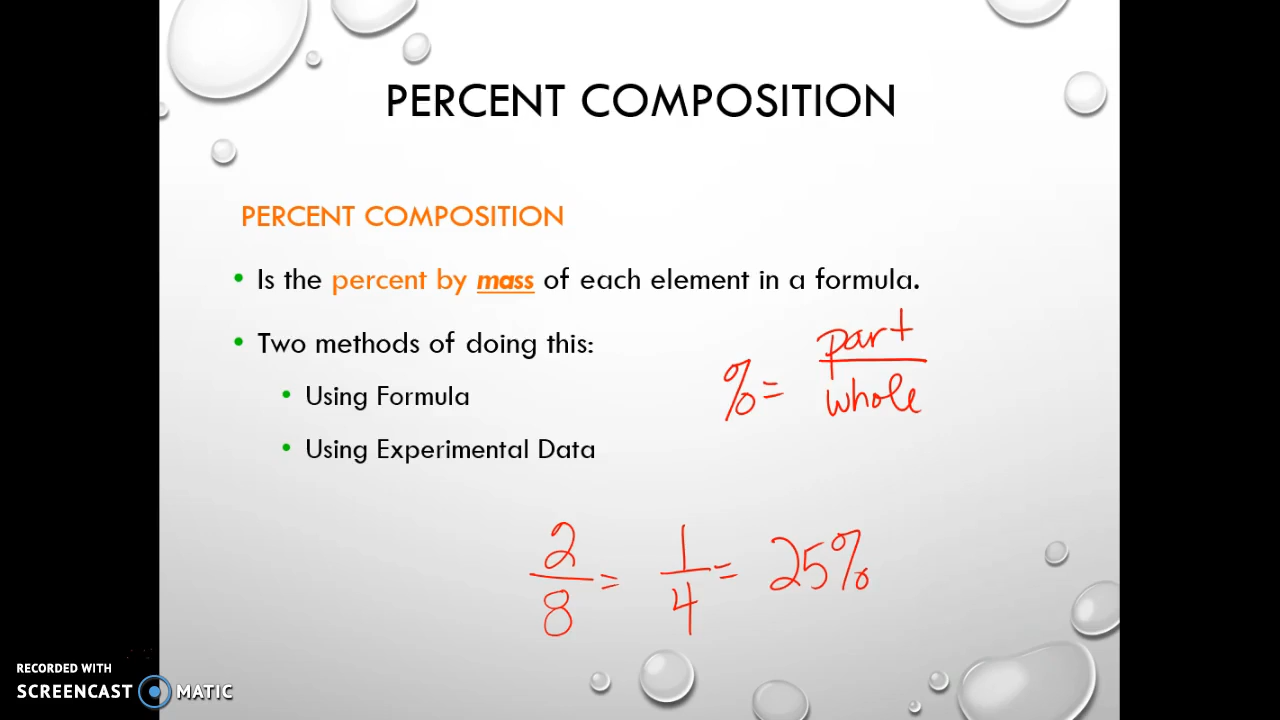 PERCENT COMPOSITION
PERCENT COMPOSITION
• Is the percent by mass of each element in a formula.
• Two methods of doing this:
• Using Formula
• Using Experimental Data
% = part
whole
2/8 = 1/4 = 25%
RECORDED WITH
SCREENCAST MATIC